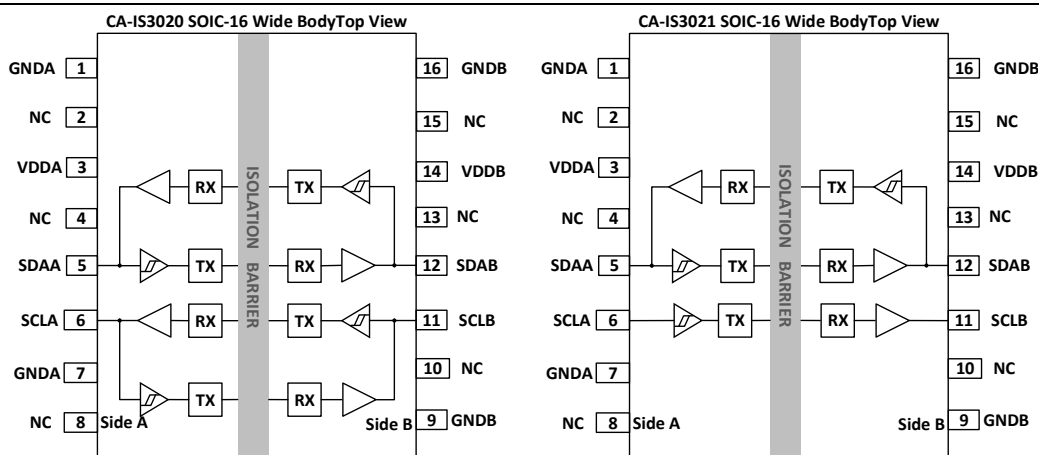 CA-IS3020 SOIC-16 Wide BodyTop View
GNDA 1
16 GNDB
NC 2
15 NC
VDDA 3
14 VDDB
RX
TX
NC 4
13 NC
SDAA 5
TX
RX
12 SDAB
SCLA 6
RX
TX
11 SCLB
GNDA 7
10 NC
TX
RX
NC 8 Side A
Side B 9 GNDB
ISOLATION BARRIER
CA-IS3021 SOIC-16 Wide BodyTop View
GNDA 1
16 GNDB
NC 2
15 NC
VDDA 3
14 VDDB
RX
TX
NC 4
13 NC
SDAA 5
TX
RX
12 SDAB
SCLA 6
TX
RX
11 SCLB
GNDA 7
10 NC
NC 8 Side A
Side B 9 GNDB
ISOLATION BARRIER